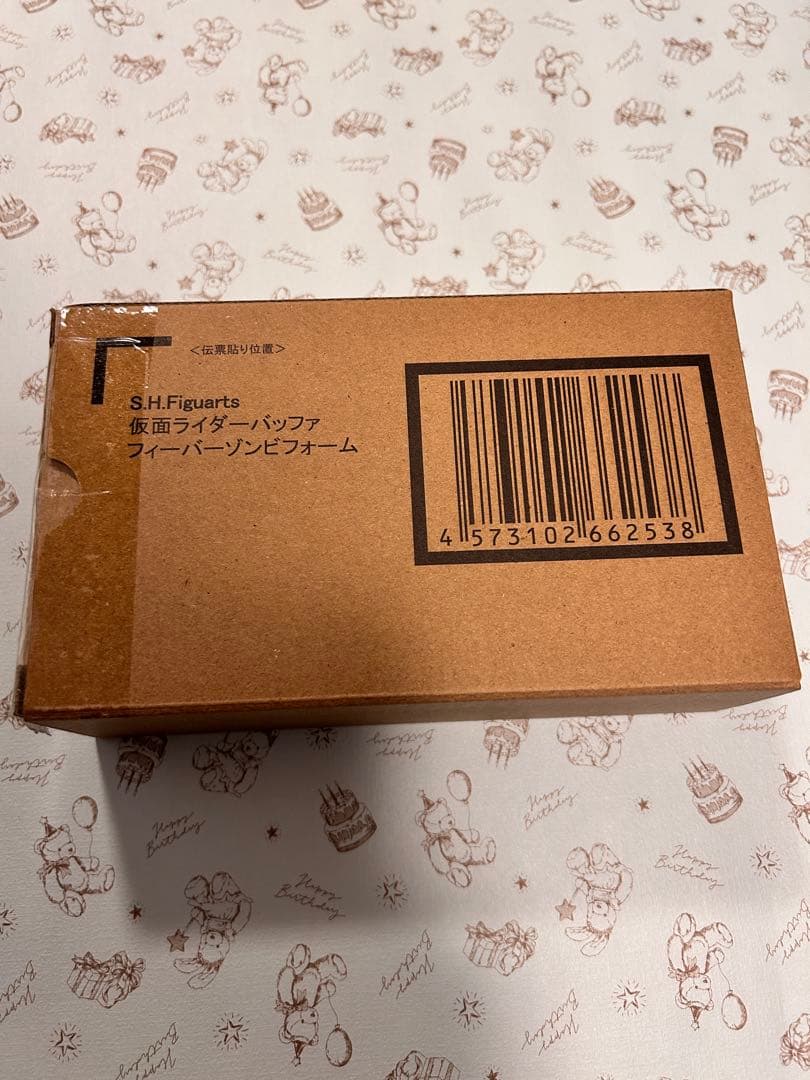 <伝票貼り位置>
S.H.Figuarts
仮面ライダーバッファ
フィーバーゾンビフォーム
4 573102 662538
Happy Birthday